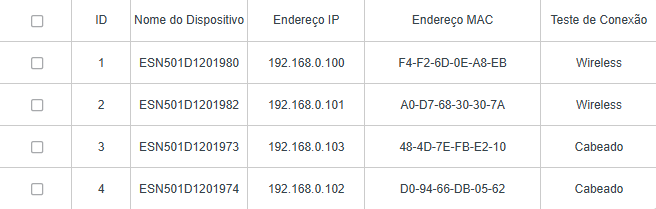 ID Nome do Dispositivo Endereço IP Endereço MAC Teste de Conexão
1 ESN501D1201980 192.168.0.100 F4-F2-6D-0E-A8-EB Wireless
2 ESN501D1201982 192.168.0.101 A0-D7-68-30-30-7A Wireless
3 ESN501D1201973 192.168.0.103 48-4D-7E-FB-E2-10 Cabeado
4 ESN501D1201974 192.168.0.102 D0-94-66-DB-05-62 Cabeado